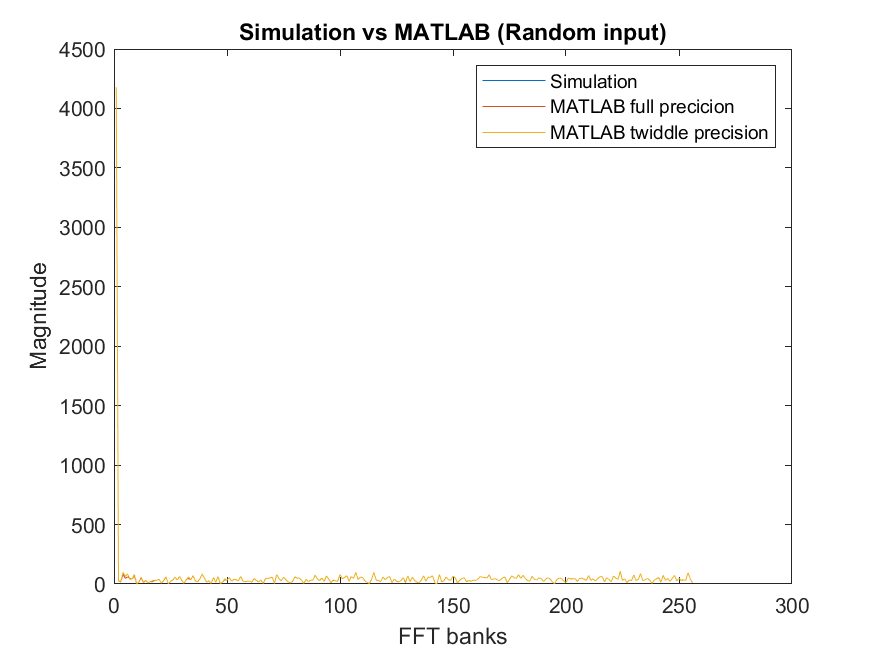 Simulation vs MATLAB (Random input)
4500
4000
3500
3000
2500
2000
1500
1000
500
0
Magnitude
Simulation
MATLAB full precicion
MATLAB twiddle precision
0 50 100 150 200 250 300
FFT banks